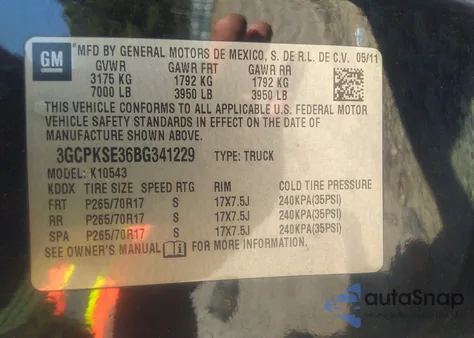 GM
MFD BY GENERAL MOTORS DE MEXICO, S. DE R.L. DE C.V. 05/11
GVWR GAWR FRT GAWR RR
3175 KG 1792 KG 1792 KG
7000 LB 3950 LB 3950 LB
THIS VEHICLE CONFORMS TO ALL APPLICABLE U.S. FEDERAL MOTOR
VEHICLE SAFETY STANDARDS IN EFFECT ON THE DATE OF
MANUFACTURE SHOWN ABOVE.
3GCPKSE36BG341229 TYPE: TRUCK
MODEL: K10543
KDDX TIRE SIZE SPEED RTG RIM COLD TIRE PRESSURE
FRT P265/70R17 S 17X7.5J 240KPA(35PSI)
RR P265/70R17 S 17X7.5J 240KPA(35PSI)
SPA P265/70R17 S 17X7.5J 240KPA(35PSI)
SEE OWNER'S MANUAL FOR MORE INFORMATION.
autoSnap